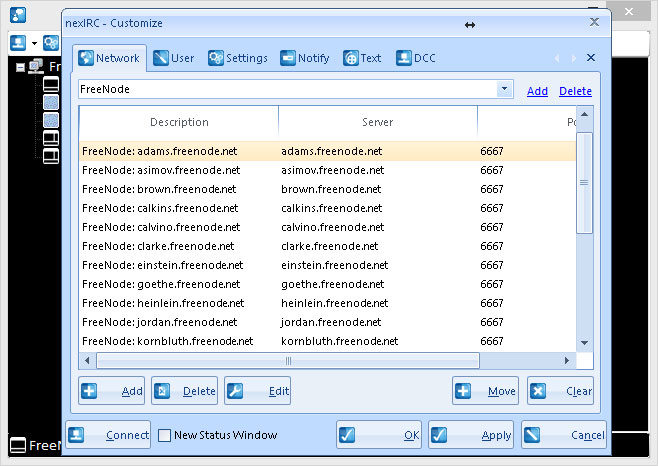 nexIRC - Customize
Network User Settings Notify Text DCC
FreeNode Add Delete
Description Server
FreeNode: adams.freenode.net adams.freenode.net 6667
FreeNode: asimov.freenode.net asimov.freenode.net 6667
FreeNode: brown.freenode.net brown.freenode.net 6667
FreeNode: calkins.freenode.net calkins.freenode.net 6667
FreeNode: calvino.freenode.net calvino.freenode.net 6667
FreeNode: clarke.freenode.net clarke.freenode.net 6667
FreeNode: einstein.freenode.net einstein.freenode.net 6667
FreeNode: goethe.freenode.net goethe.freenode.net 6667
FreeNode: heinlein.freenode.net heinlein.freenode.net 6667
FreeNode: jordan.freenode.net jordan.freenode.net 6667
FreeNode: kornbluth.freenode.net kornbluth.freenode.net 6667
Add Delete Edit Move Clear
Connect New Status Window OK Apply Cancel